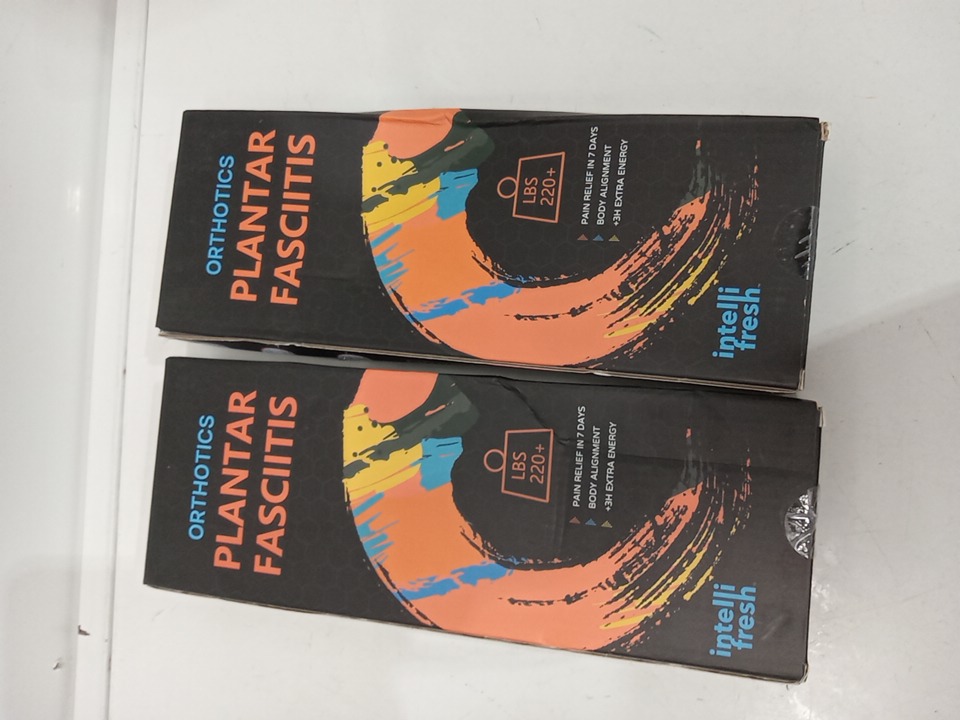 ORTHOTICS
PLANTAR
FASCIITIS
LBS
220+
PAIN RELIEF IN 7 DAYS
BODY ALIGNMENT
+3H EXTRA ENERGY
intelli
fresh
ORTHOTICS
PLANTAR
FASCIITIS
LBS
220+
PAIN RELIEF IN 7 DAYS
BODY ALIGNMENT
+3H EXTRA ENERGY
intelli
fresh